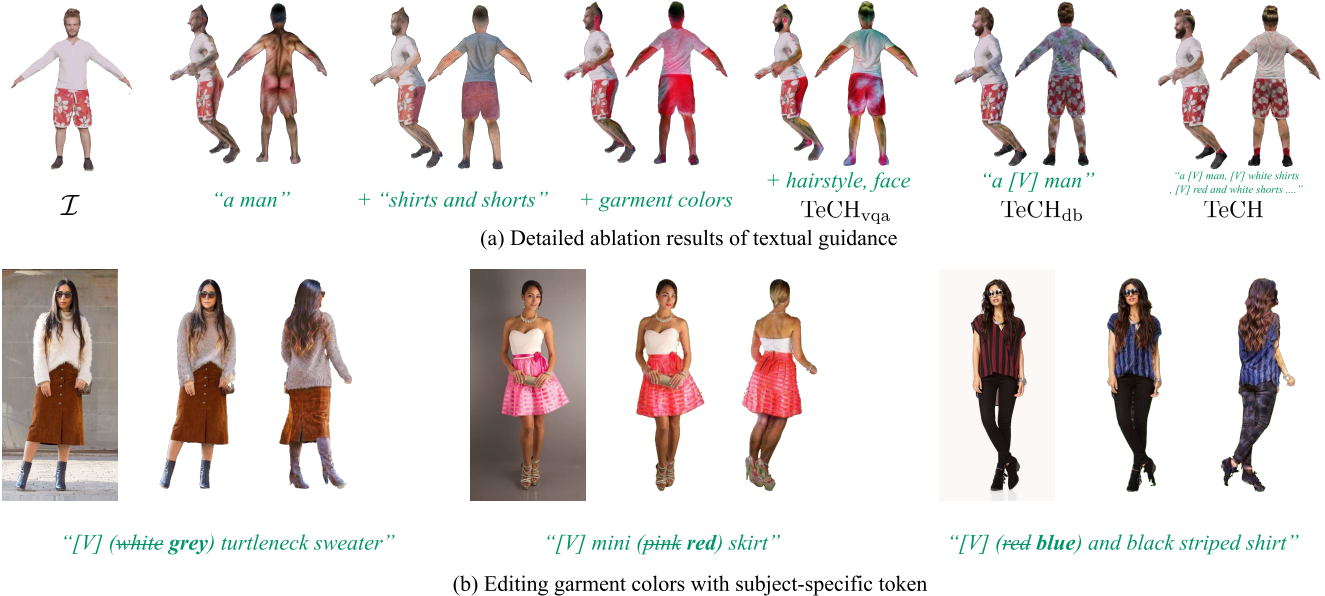 I
“a man”
+ “shirts and shorts”
+ garment colors
+ hairstyle, face
TeCHvqa
“a [V] man”
TeCHdb
“a [V] man, [V] white shirts
, [V] red and white shorts ....”
TeCH
(a) Detailed ablation results of textual guidance
“[V] (white grey) turtleneck sweater”
“[V] mini (pink red) skirt”
“[V] (red blue) and black striped shirt”
(b) Editing garment colors with subject-specific token